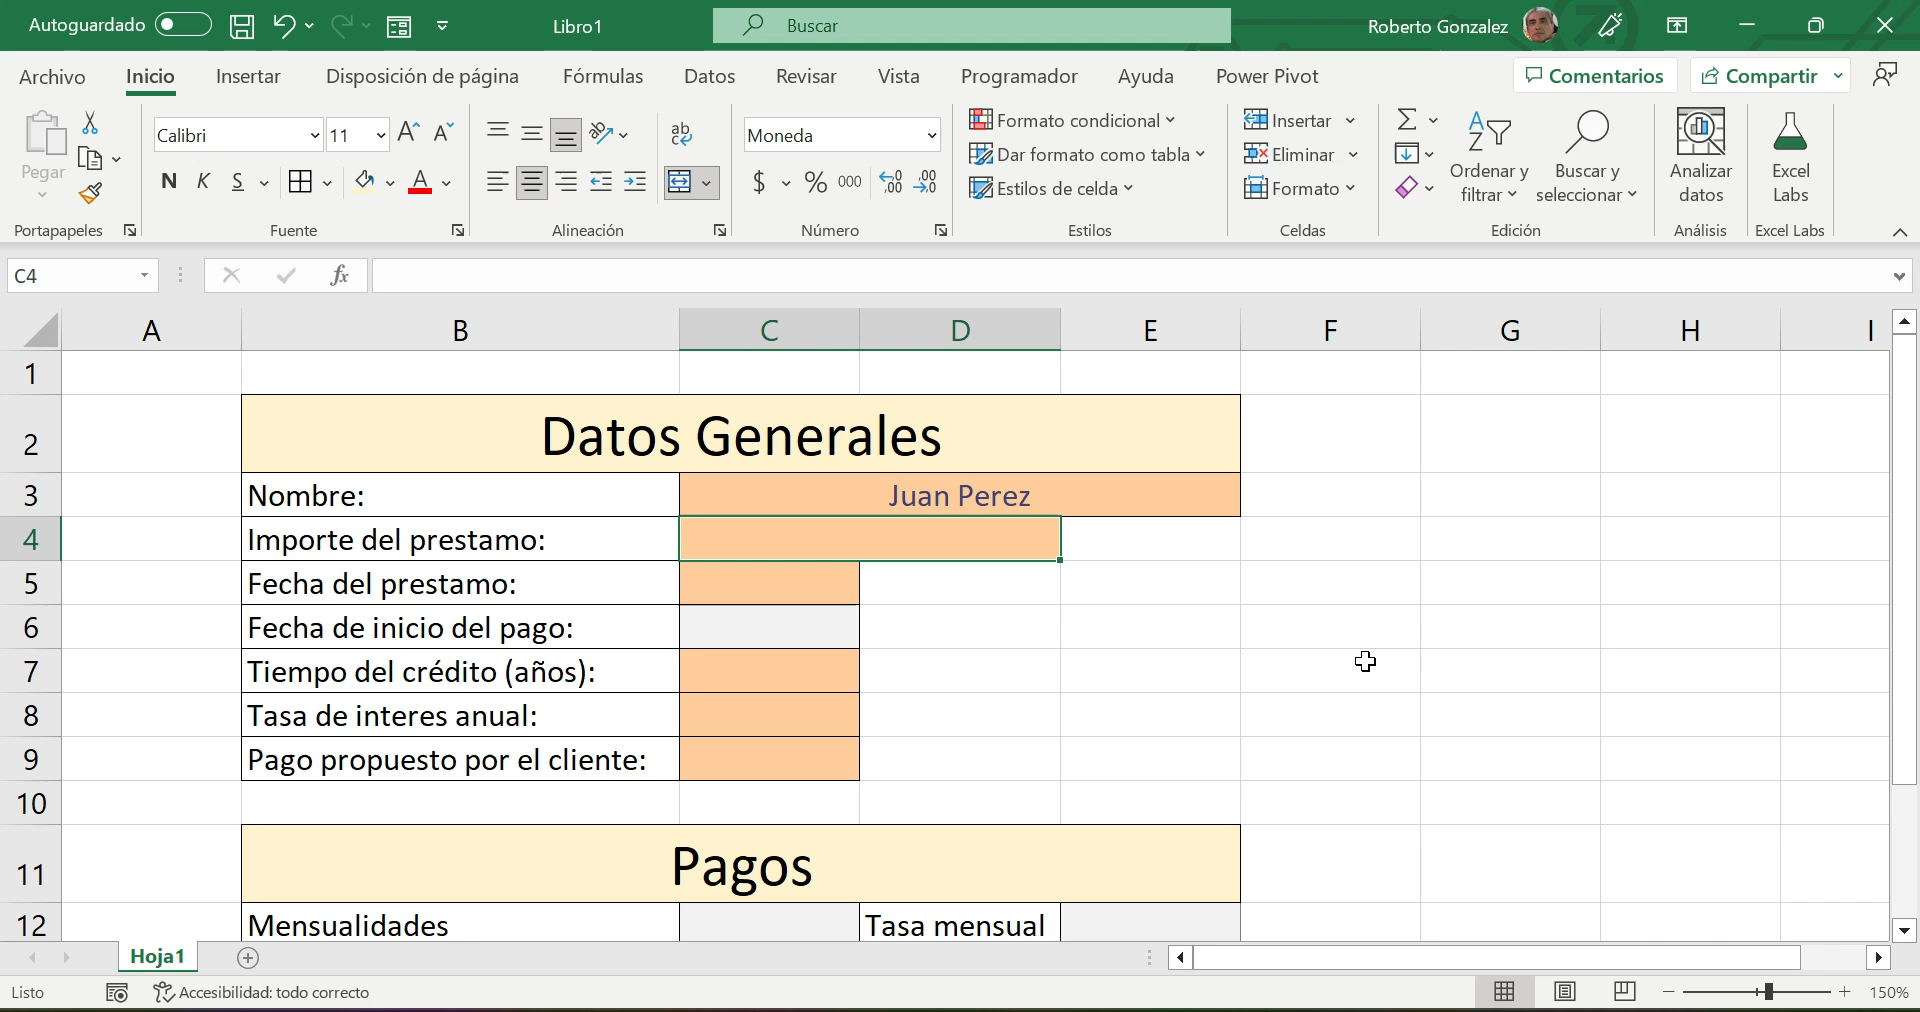 Autoguardado Libro1 Buscar Roberto Gonzalez
Archivo Inicio Insertar Disposición de página Fórmulas Datos Revisar Vista Programador Ayuda Power Pivot Comentarios Compartir
Pegar
Calibri 11
N K S A
ab
Moneda
$ % 000
Formato condicional
Dar formato como tabla
Estilos de celda
Insertar
Eliminar
Formato
Ordenar y
filtrar
Buscar y
seleccionar
Analizar
datos
Excel
Labs
Portapapeles Fuente Alineación Número Estilos Celdas Edición Análisis Excel Labs
C4 fx
A B C D E F G H I
1
2 Datos Generales
3 Nombre: Juan Perez
4 Importe del prestamo:
5 Fecha del prestamo:
6 Fecha de inicio del pago:
7 Tiempo del crédito (años):
8 Tasa de interes anual:
9 Pago propuesto por el cliente:
10
11 Pagos
12 Mensualidades Tasa mensual
Hoja1
Listo Accesibilidad: todo correcto 150%